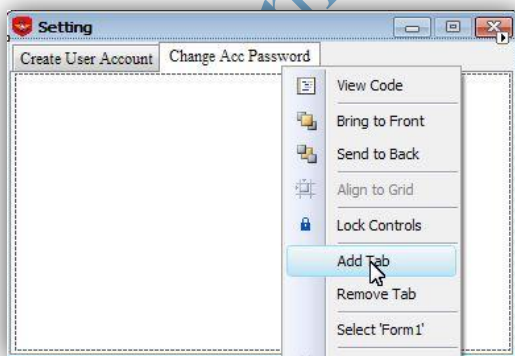 Setting
Create User Account
Change Acc Password
View Code
Bring to Front
Send to Back
Align to Grid
Lock Controls
Add Tab
Remove Tab
Select 'Form1'